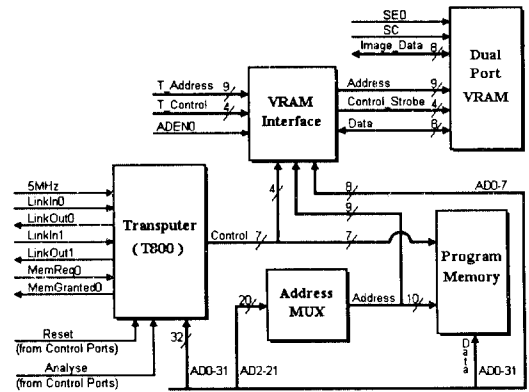 SE0
SC
Image_Data 8
Dual
Port
VRAM
T_Address 9
T_Control 4
ADEN0
VRAM
Interface
Address 9
Control_Strobe 4
Data 8
4
8
AD0-7
9
5MHz
LinkIn0
LinkOut0
LinkIn1
LinkOut1
MemReq0
MemGranted0
Transputer
( T800 )
Control 7
7
Program
Memory
Address
MUX
20
Address 10
Reset
(from Control Ports)
Analyse
(from Control Ports)
32
AD0-31
AD2-21
Data
AD0-31